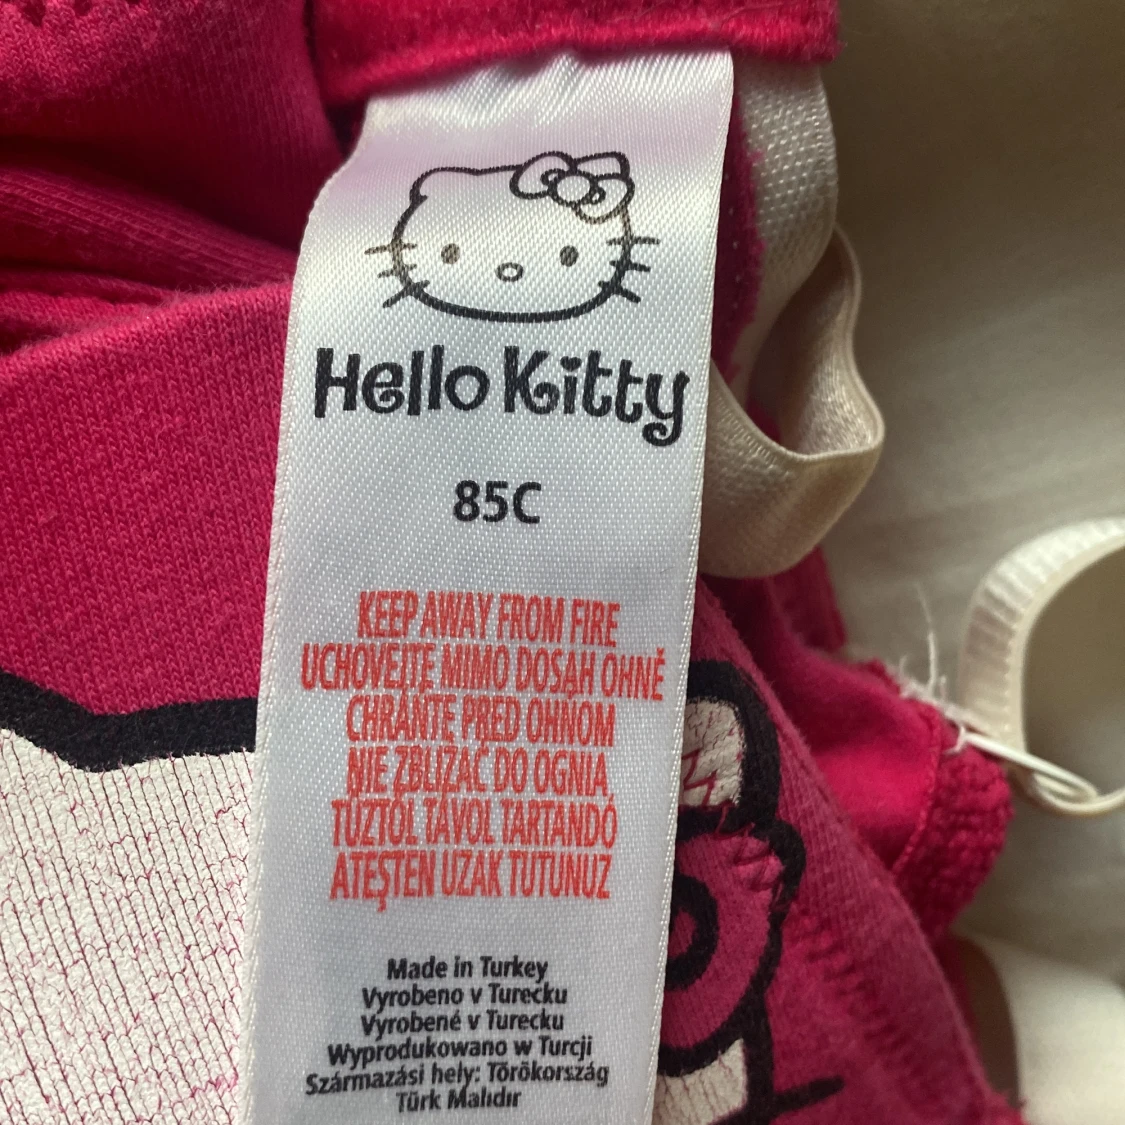 Hello Kitty
85C
KEEP AWAY FROM FIRE
UCHOVEJTE MIMO DOSAH OHNĚ
CHRÁŇTE PRED OHŇOM
NIE ZBLIŻAĆ DO OGNIA
TŰZTŐL TÁVOL TARTANDÓ
ATEŞTEN UZAK TUTUNUZ
Made in Turkey
Vyrobeno v Turecku
Vyrobené v Turecku
Wyprodukowano w Turcji
Származási hely: Törökország
Türk Malıdır